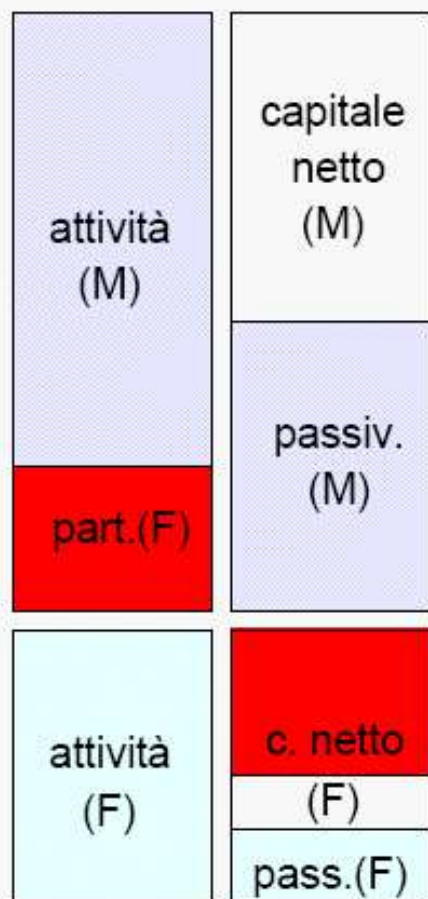 attività
(M)
part.(F)
capitale
netto
(M)
passiv.
(M)
attività
(F)
c. netto
(F)
pass.(F)